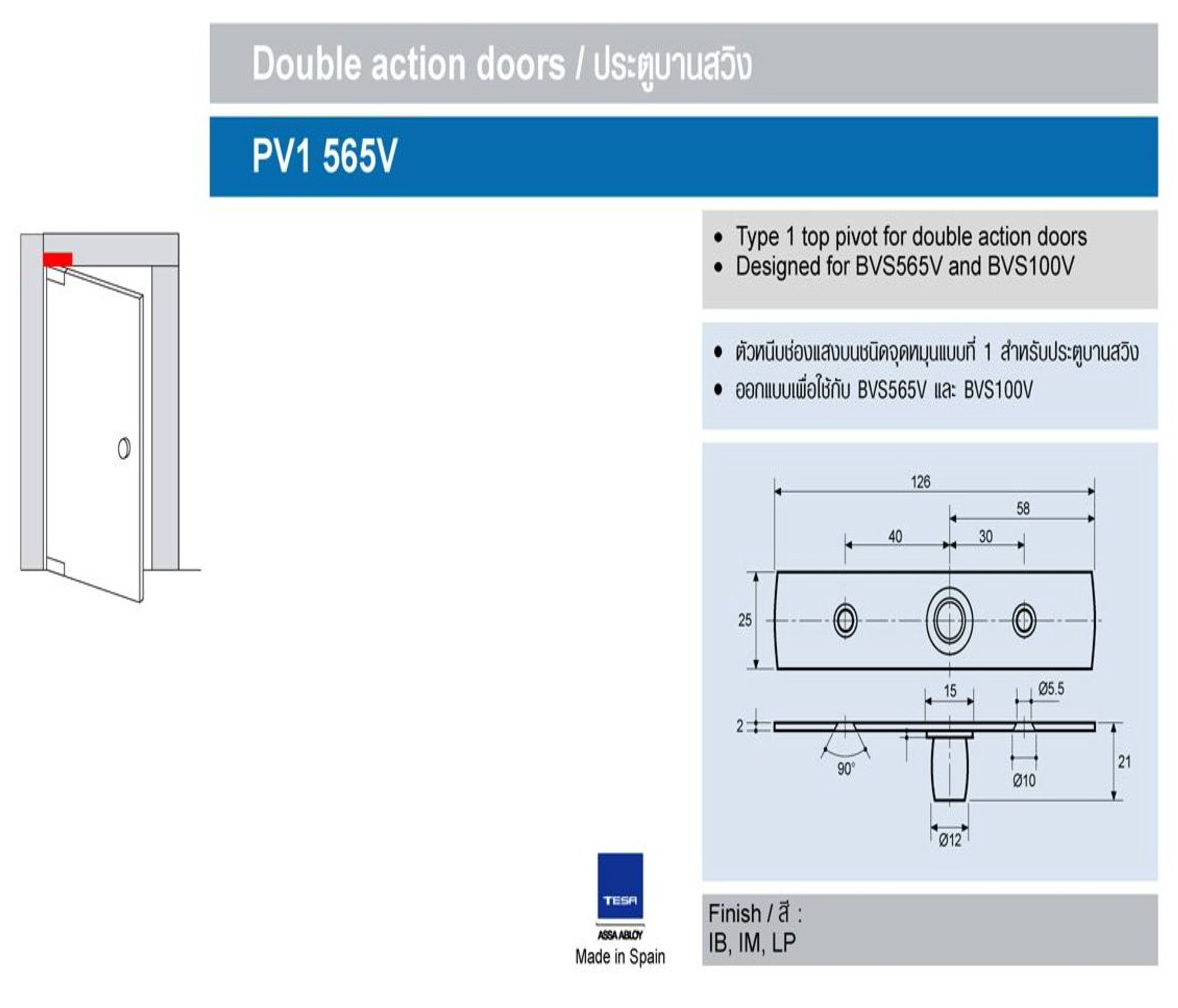 Double action doors / ประตูบานสวิง
PV1 565V
• Type 1 top pivot for double action doors
• Designed for BVS565V and BVS100V
• ตัวหนีบช่องแสงบนชนิดจุดหมุนแบบที่ 1 สำหรับประตูบานสวิง
• ออกแบบเพื่อใช้กับ BVS565V และ BVS100V
126
58
40
30
25
15
Ø5.5
2
90°
21
Ø10
Ø12
TESA
ASSA ABLOY
Made in Spain
Finish / สี :
IB, IM, LP